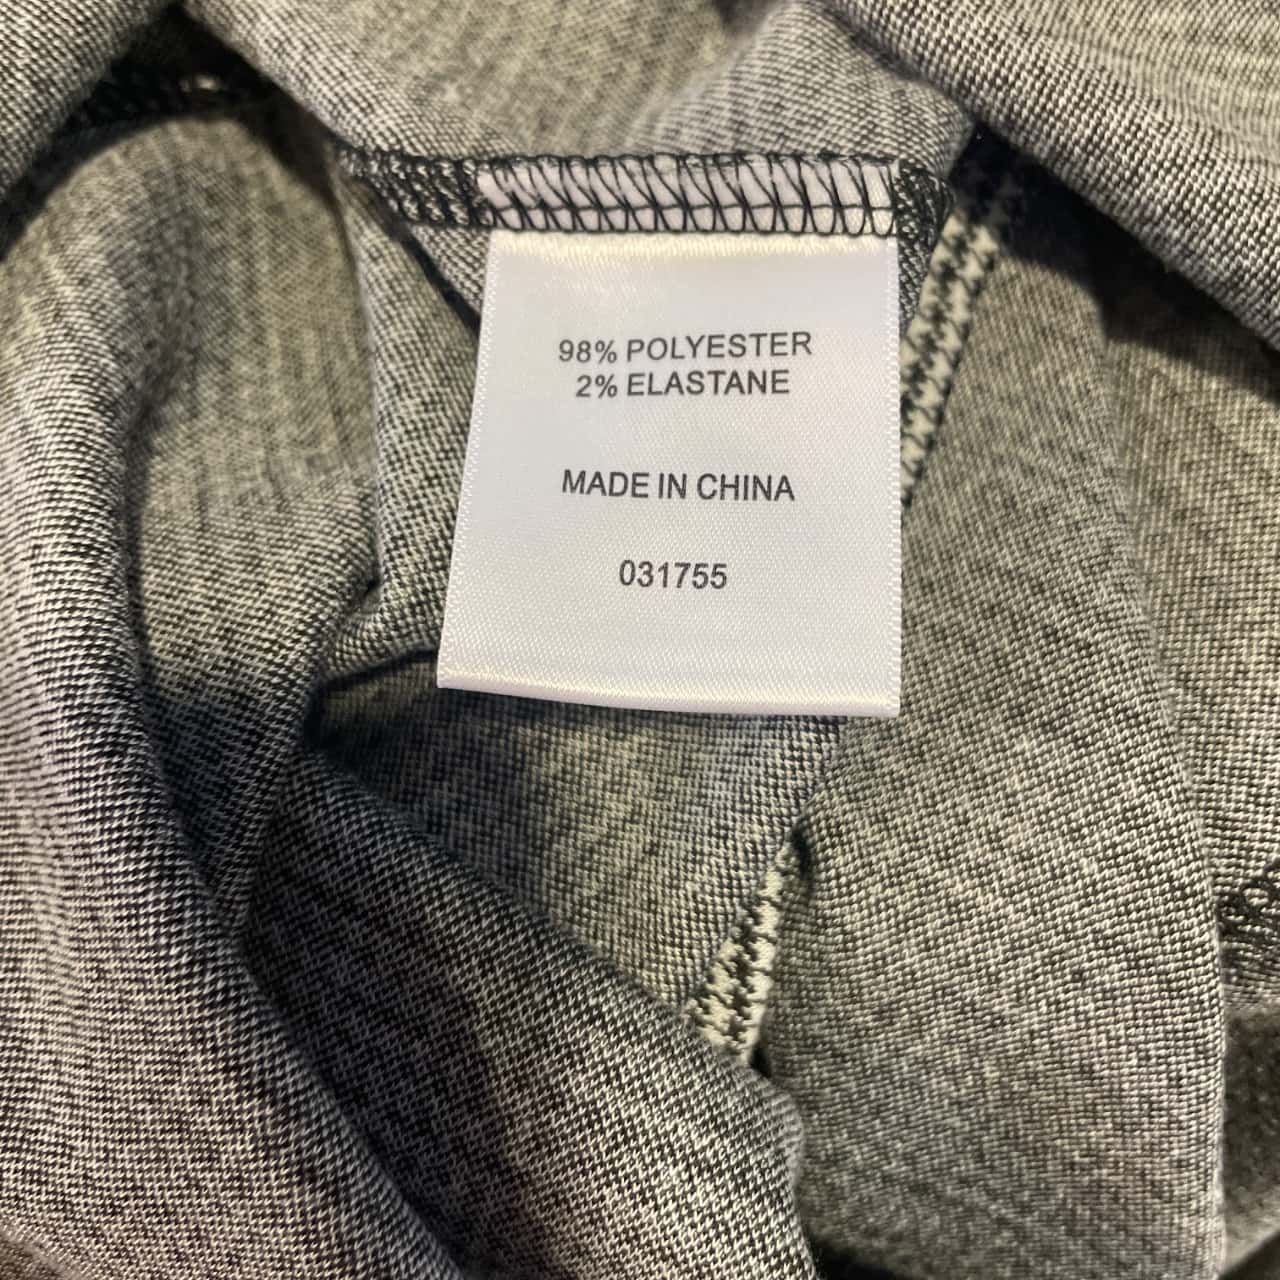 98% POLYESTER
2% ELASTANE
MADE IN CHINA
031755